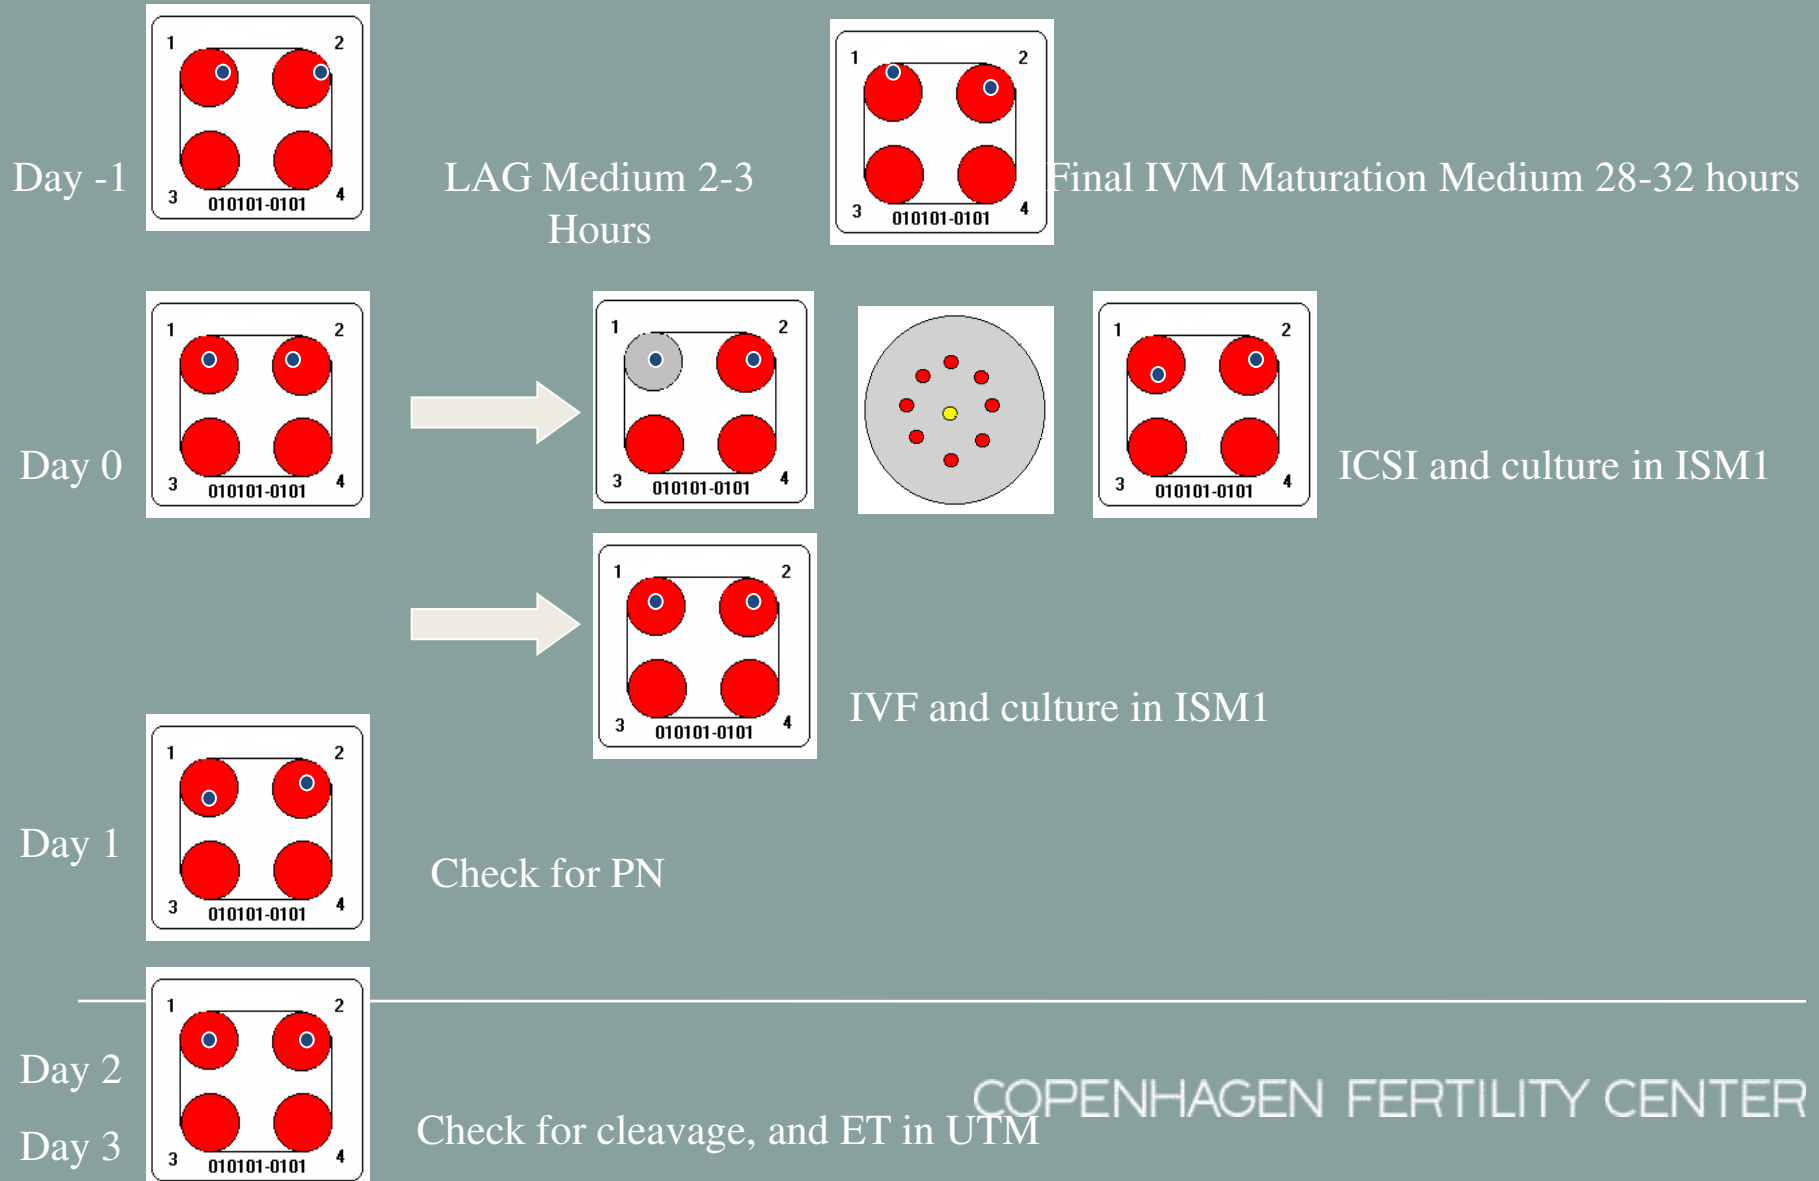 1 2
Day -1
3 4
010101-0101
LAG Medium 2-3
Hours
1 2
3 4
010101-0101
Final IVM Maturation Medium 28-32 hours
Day 0
1 2
3 4
010101-0101
1 2
3 4
010101-0101
1 2
3 4
010101-0101
ICSI and culture in ISM1
1 2
3 4
010101-0101
IVF and culture in ISM1
Day 1
1 2
3 4
010101-0101
Check for PN
Day 2
Day 3
1 2
3 4
010101-0101
Check for cleavage, and ET in UTM
COPENHAGEN FERTILITY CENTER